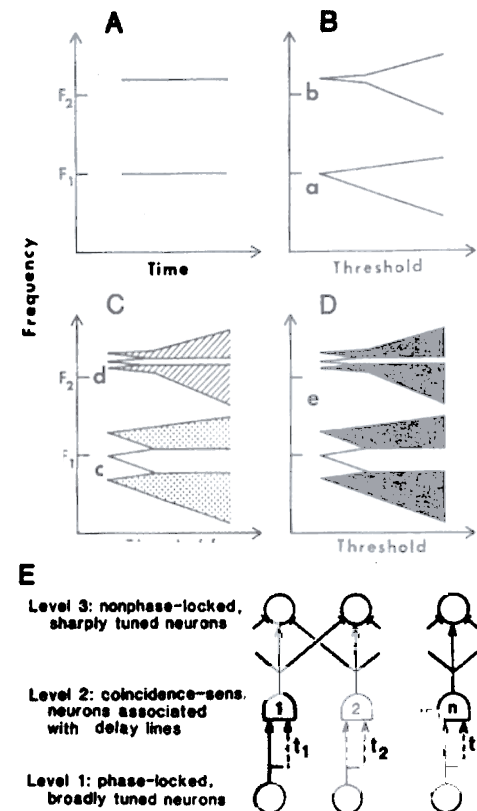 A
B
F2
F1
b
a
Frequency
Time
Threshold
C
D
F2
d
F1
c
e
Threshold
E
Level 3: nonphase-locked,
sharply tuned neurons
Level 2: coincidence-sens.
neurons associated
with delay lines
1
2
n
t1
t2
t
Level 1: phase-locked,
broadly tuned neurons